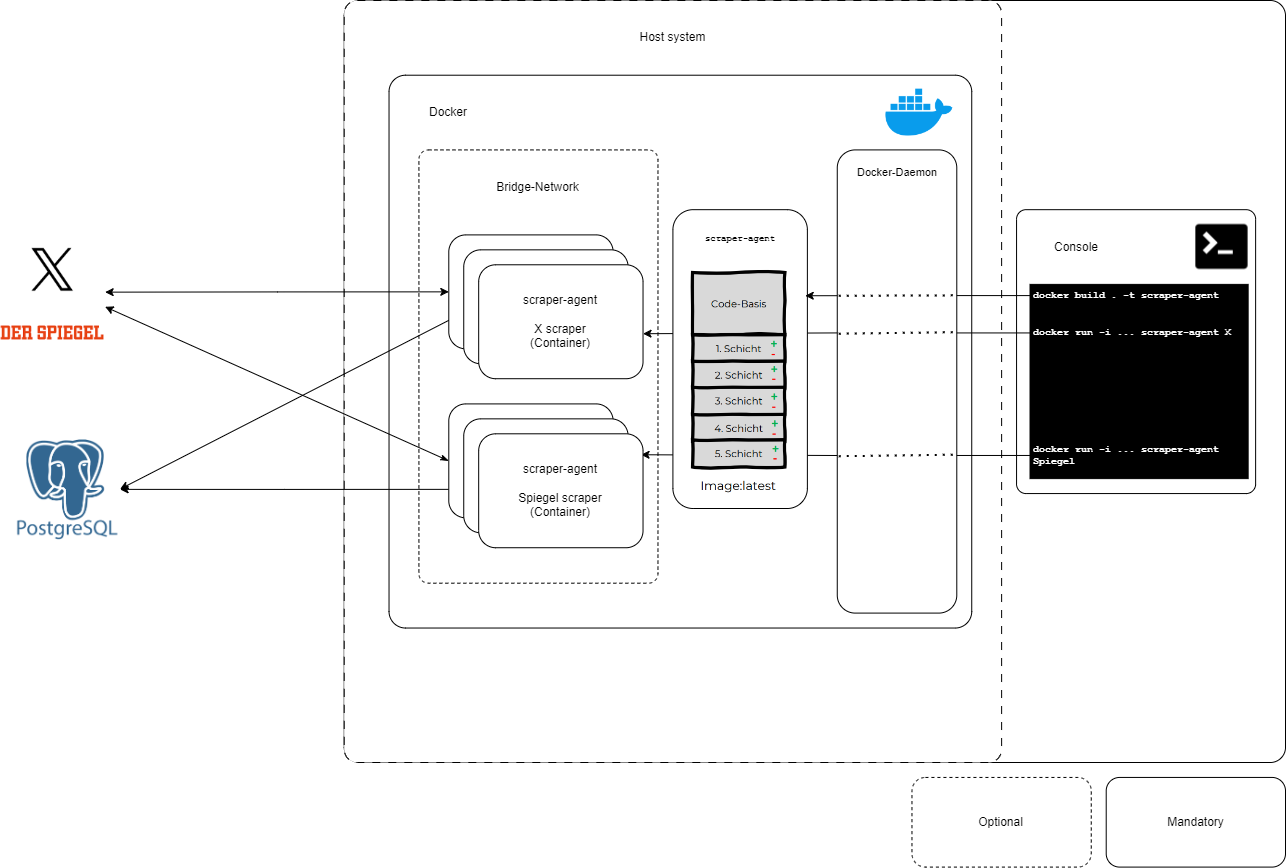 Host system
Docker
Bridge-Network
scraper-agent
X scraper
(Container)
scraper-agent
Spiegel scraper
(Container)
scraper-agent
Code-Basis
1. Schicht + -
2. Schicht + -
3. Schicht + -
4. Schicht + -
5. Schicht + -
Image:latest
Docker-Daemon
Console
docker build . -t scraper-agent
docker run -i ... scraper-agent X
docker run -i ... scraper-agent
Spiegel
X
DER SPIEGEL
PostgreSQL
Optional
Mandatory